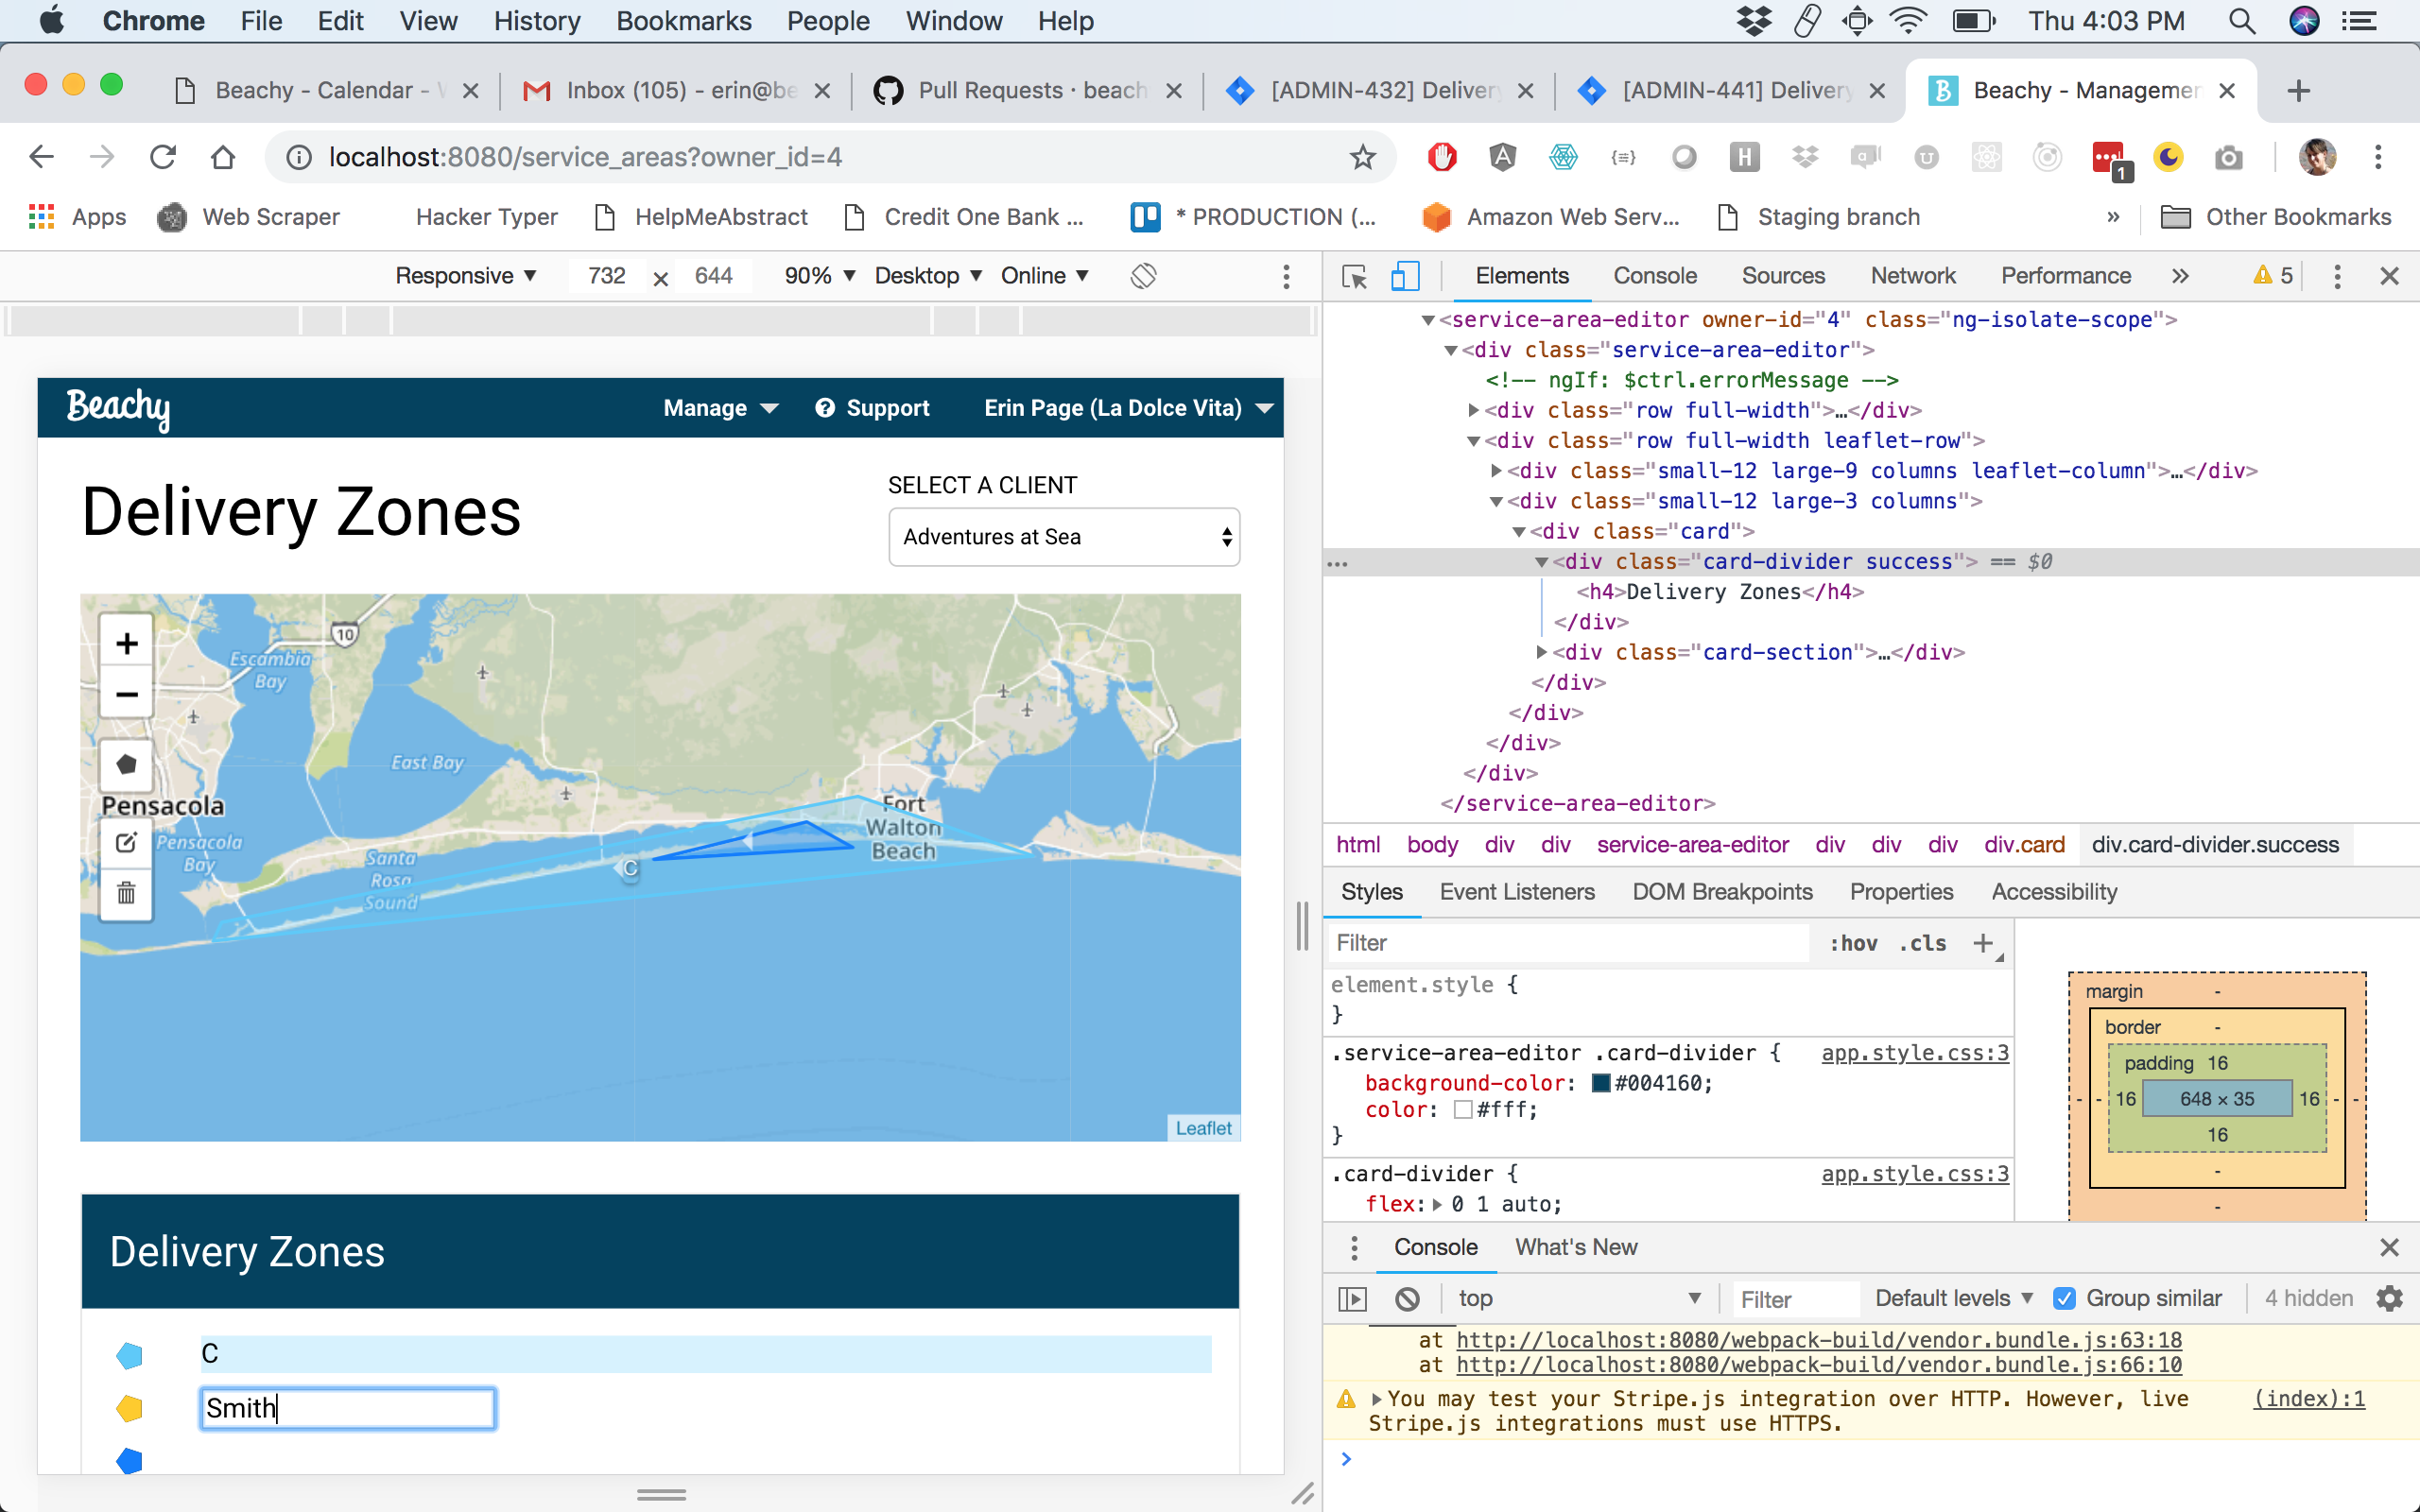 Chrome File Edit View History Bookmarks People Window Help Thu 4:03 PM
Beachy - Calendar - Inbox (105) - erin@be Pull Requests · beach [ADMIN-432] Delivery [ADMIN-441] Delivery Beachy - Managemen
localhost:8080/service_areas?owner_id=4
1
Apps Web Scraper Hacker Typer HelpMeAbstract Credit One Bank ... * PRODUCTION (... Amazon Web Serv... Staging branch » Other Bookmarks
Responsive ▼ 732 x 644 90% ▼ Desktop ▼ Online ▼
Beachy Manage Support Erin Page (La Dolce Vita)
Delivery Zones
SELECT A CLIENT
Adventures at Sea
+
−
10
Escambia
Bay
East Bay
Pensacola
Pensacola
Bay
Santa
Rosa
Sound
Fort
Walton
Beach
C
Leaflet
Delivery Zones
C
Smith
Elements Console Sources Network Performance » 5
<service-area-editor owner-id="4" class="ng-isolate-scope">
<div class="service-area-editor">
<!-- ngIf: $ctrl.errorMessage -->
<div class="row full-width">…</div>
<div class="row full-width leaflet-row">
<div class="small-12 large-9 columns leaflet-column">…</div>
<div class="small-12 large-3 columns">
<div class="card">
<div class="card-divider success"> == $0
<h4>Delivery Zones</h4>
</div>
<div class="card-section">…</div>
</div>
</div>
</div>
</div>
</service-area-editor>
html body div div service-area-editor div div div div.card div.card-divider.success
Styles Event Listeners DOM Breakpoints Properties Accessibility
Filter :hov .cls +
element.style {
}
.service-area-editor .card-divider { app.style.css:3
background-color: #004160;
color: #fff;
}
.card-divider { app.style.css:3
flex: 0 1 auto;
margin -
border -
padding 16
- - 16 648 × 35 16 - -
16
-
-
Console What's New
top Filter Default levels ▼ Group similar 4 hidden
at http://localhost:8080/webpack-build/vendor.bundle.js:63:18
at http://localhost:8080/webpack-build/vendor.bundle.js:66:10
You may test your Stripe.js integration over HTTP. However, live (index):1
Stripe.js integrations must use HTTPS.